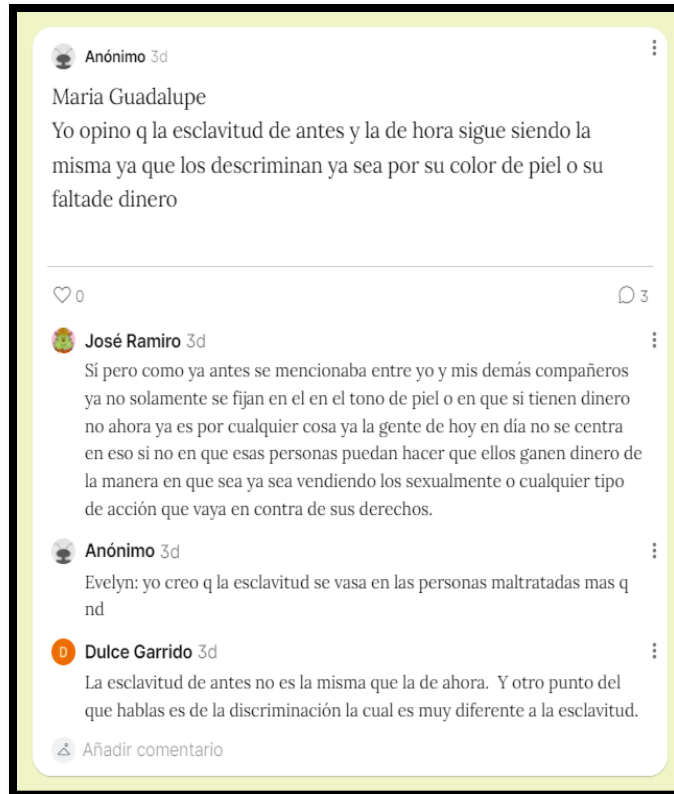 Anónimo 3d
Maria Guadalupe
Yo opino q la esclavitud de antes y la de hora sigue siendo la
misma ya que los descriminan ya sea por su color de piel o su
faltade dinero
0
3
José Ramiro 3d
Sí pero como ya antes se mencionaba entre yo y mis demás compañeros
ya no solamente se fijan en el en el tono de piel o en que si tienen dinero
no ahora ya es por cualquier cosa ya la gente de hoy en día no se centra
en eso si no en que esas personas puedan hacer que ellos ganen dinero de
la manera en que sea ya sea vendiendo los sexualmente o cualquier tipo
de acción que vaya en contra de sus derechos.
Anónimo 3d
Evelyn: yo creo q la esclavitud se vasa en las personas maltratadas mas q
nd
D
Dulce Garrido 3d
La esclavitud de antes no es la misma que la de ahora.  Y otro punto del
que hablas es de la discriminación la cual es muy diferente a la esclavitud.
Añadir comentario